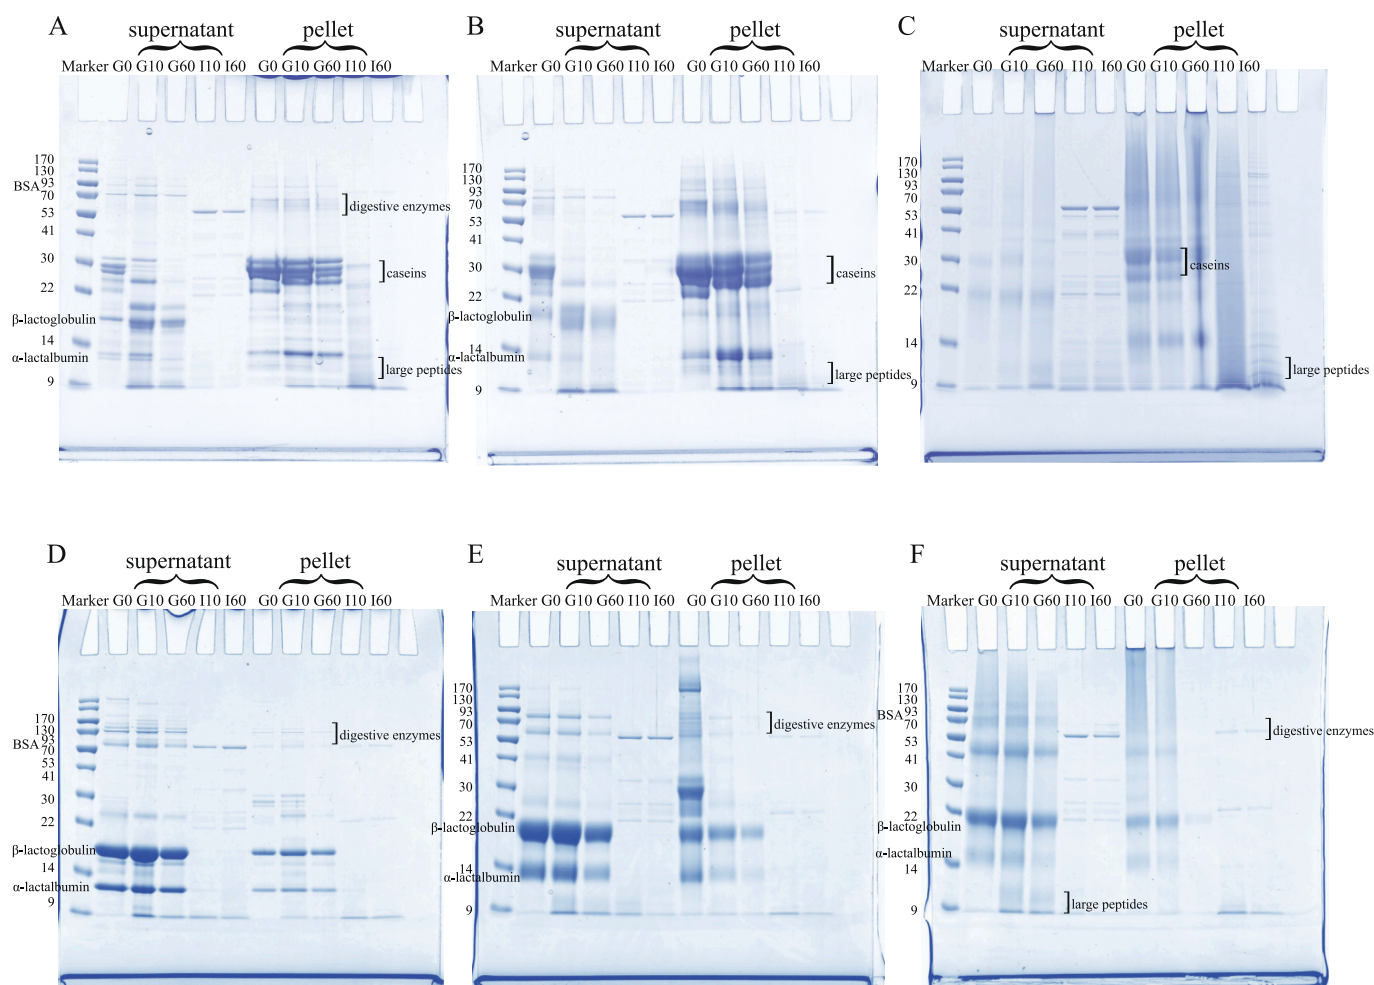 A
supernatant
pellet
Marker G0 G10 G60 I10 I60 G0 G10 G60 I10 I60
170
130
BSA
93
70
53
41
30
22
β-lactoglobulin
14
α-lactalbumin
9
digestive enzymes
caseins
large peptides
B
supernatant
pellet
Marker G0 G10 G60 I10 I60 G0 G10 G60 I10 I60
170
130
93
70
53
41
30
22
β-lactoglobulin
14
α-lactalbumin
9
caseins
large peptides
C
supernatant
pellet
Marker G0 G10 G60 I10 I60 G0 G10 G60 I10 I60
170
130
93
70
53
41
30
22
14
9
caseins
large peptides
D
supernatant
pellet
Marker G0 G10 G60 I10 I60 G0 G10 G60 I10 I60
170
130
93
BSA
70
53
41
30
22
β-lactoglobulin
14
α-lactalbumin
9
digestive enzymes
E
supernatant
pellet
Marker G0 G10 G60 I10 I60 G0 G10 G60 I10 I60
170
130
93
70
53
41
30
22
β-lactoglobulin
14
α-lactalbumin
9
digestive enzymes
F
supernatant
pellet
Marker G0 G10 G60 I10 I60 G0 G10 G60 I10 I60
170
130
93
BSA
70
53
41
30
22
β-lactoglobulin
α-lactalbumin
14
9
digestive enzymes
large peptides